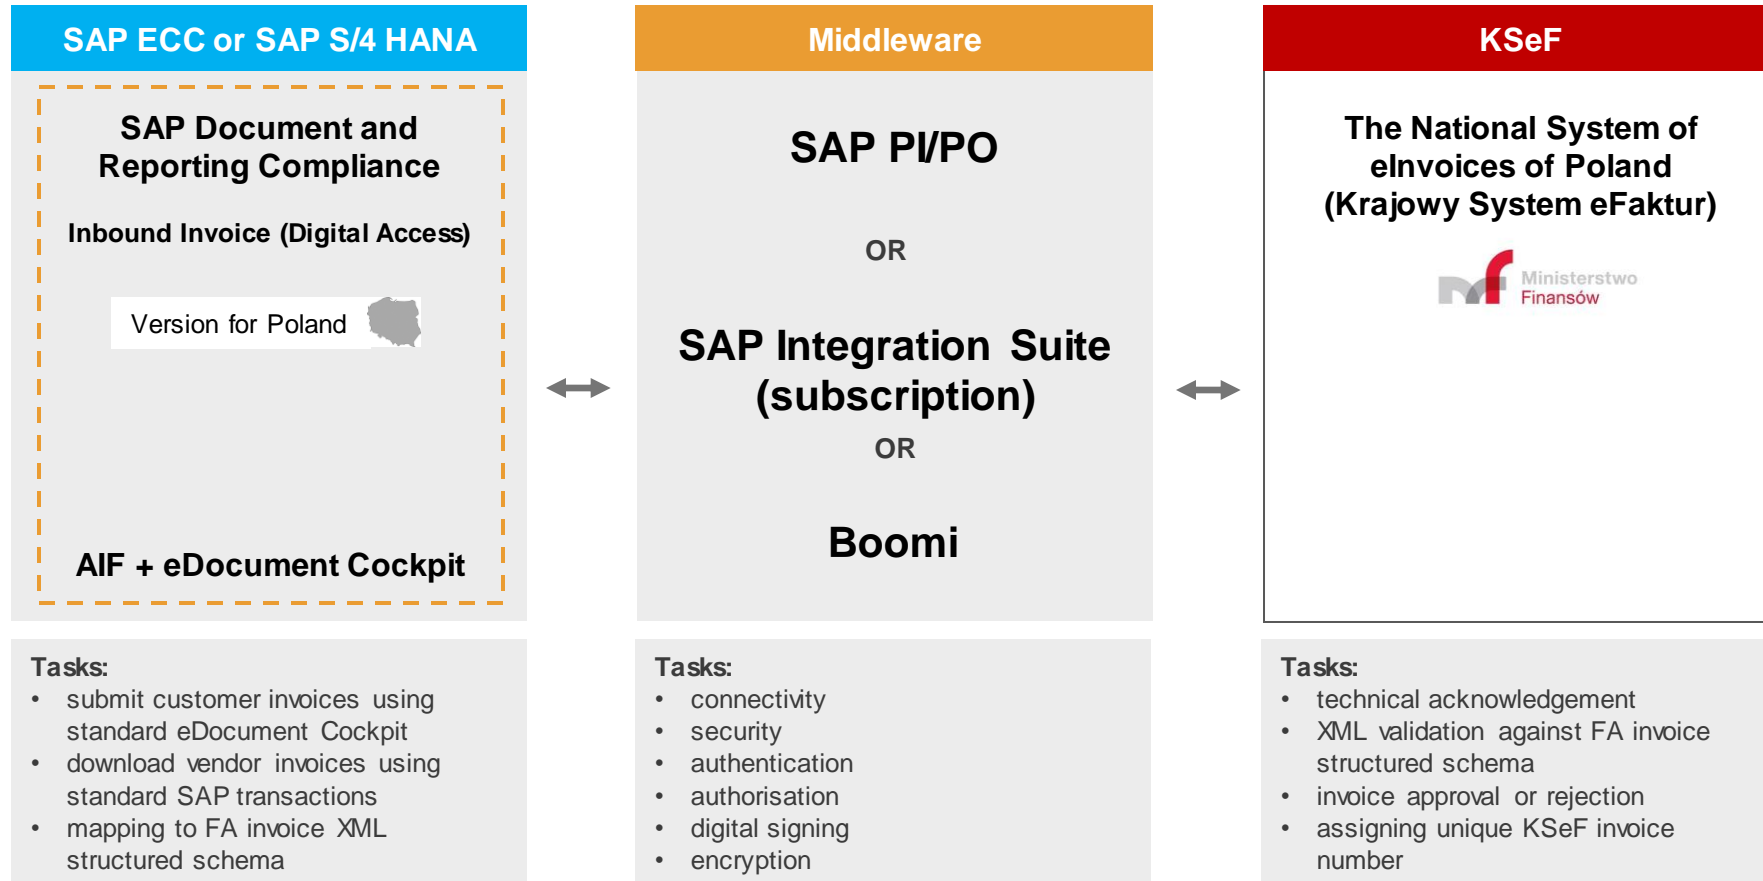 SAP ECC or SAP S/4 HANA
SAP Document and
Reporting Compliance
Inbound Invoice (Digital Access)
Version for Poland
AIF + eDocument Cockpit
Tasks:
• submit customer invoices using
standard eDocument Cockpit
• download vendor invoices using
standard SAP transactions
• mapping to FA invoice XML
structured schema
Middleware
SAP PI/PO
OR
SAP Integration Suite
(subscription)
OR
Boomi
Tasks:
• connectivity
• security
• authentication
• authorisation
• digital signing
• encryption
KSeF
The National System of
eInvoices of Poland
(Krajowy System eFaktur)
Ministerstwo
Finansów
Tasks:
• technical acknowledgement
• XML validation against FA invoice
structured schema
• invoice approval or rejection
• assigning unique KSeF invoice
number